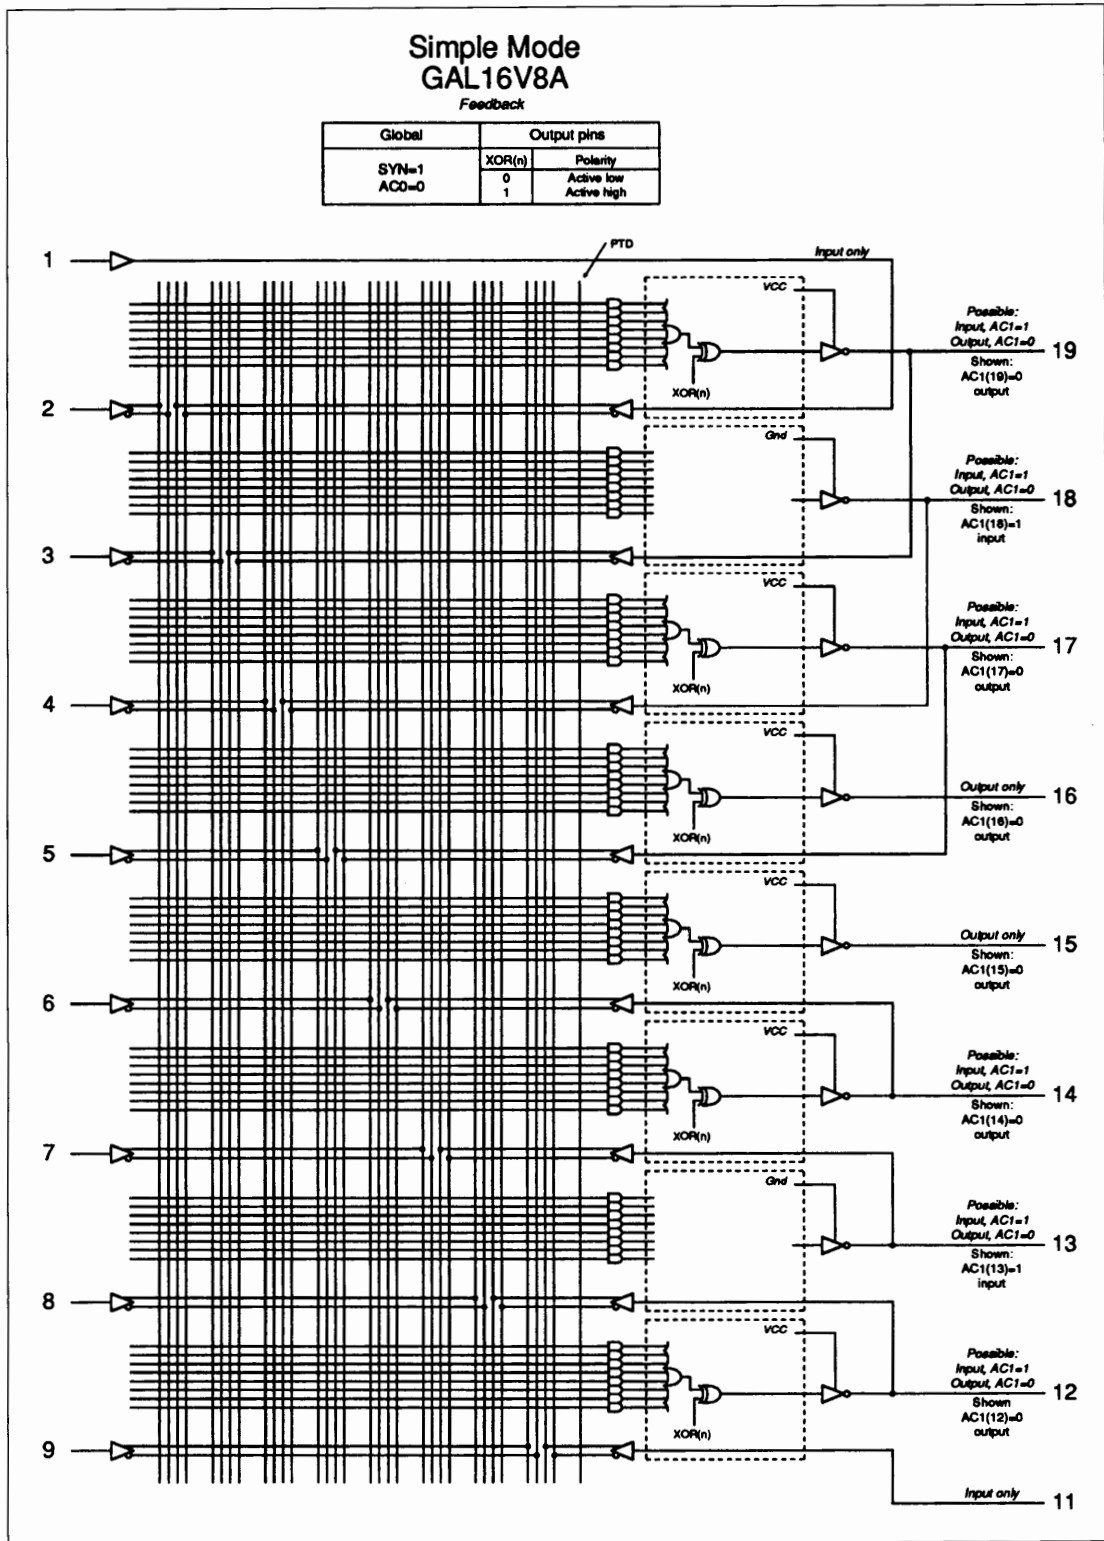 Simple Mode
GAL16V8A
Feedback
Global
Output pins
SYN=1
AC0=0
XOR(n)
Polarity
0
Active low
1
Active high
PTD
1
Input only
VCC
XOR(n)
Possible:
Input, AC1=1
Output, AC1=0
19
Shown:
AC1(19)=0
output
2
Gnd
Possible:
Input, AC1=1
Output, AC1=0
18
Shown:
AC1(18)=1
input
3
VCC
XOR(n)
Possible:
Input, AC1=1
Output, AC1=0
17
Shown:
AC1(17)=0
output
4
VCC
XOR(n)
Output only
16
Shown:
AC1(16)=0
output
5
VCC
XOR(n)
Output only
15
Shown:
AC1(15)=0
output
6
VCC
XOR(n)
Possible:
Input, AC1=1
Output, AC1=0
14
Shown:
AC1(14)=0
output
7
Gnd
Possible:
Input, AC1=1
Output, AC1=0
13
Shown:
AC1(13)=1
input
8
VCC
XOR(n)
Possible:
Input, AC1=1
Output, AC1=0
12
Shown
AC1(12)=0
output
9
Input only
11